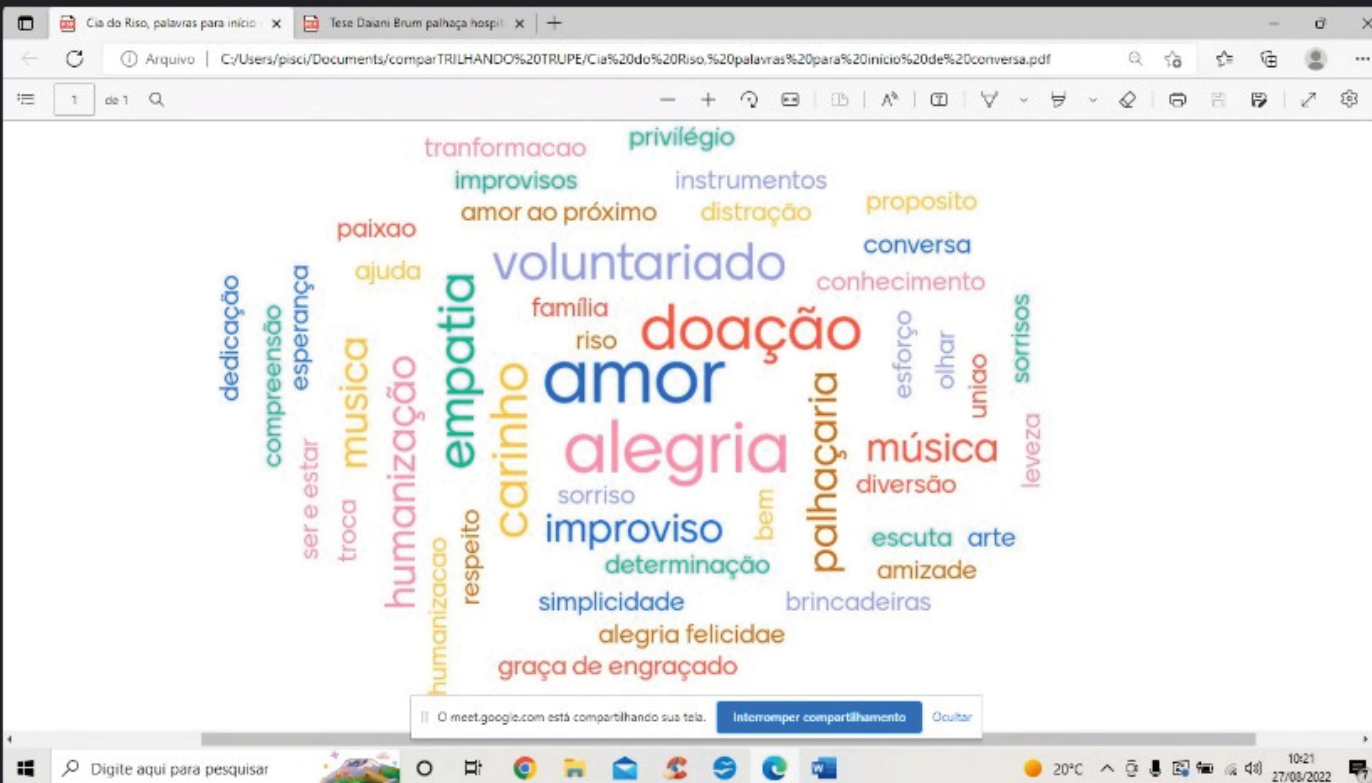 Cia do Riso, palavras para início
Tese Daiani Brum palhaça hospit
Arquivo
C:/Users/pisci/Documents/comparTRILHANDO%20TRUPE/Cia%20do%20Riso,%20palavras%20para%20início%20de%20conversa.pdf
1 de 1
privilégio
tranformacao
improvisos
instrumentos
amor ao próximo
distração
proposito
paixao
conversa
ajuda
voluntariado
conhecimento
dedicação
compreensão
esperança
empatia
família
doação
esforço
olhar
uniao
sorrisos
riso
musica
humanização
carinho
amor
palhaçaria
alegria
música
leveza
ser e estar
troca
diversão
sorriso
bem
improviso
respeito
humanizacao
escuta
arte
determinação
amizade
simplicidade
brincadeiras
alegria felicidae
graça de engraçado
O meet.google.com está compartilhando sua tela.
Interromper compartilhamento
Ocultar
Digite aqui para pesquisar
20°C
10:21
27/08/2022